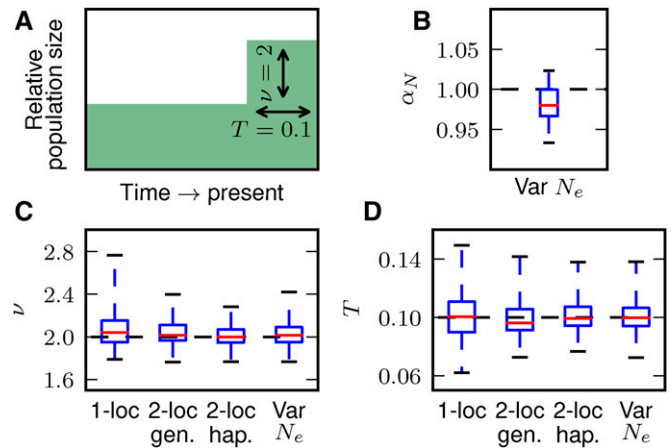 A
Relative
population size
ν = 2
T = 0.1
Time → present
B
1.05
1.00
0.95
α_N
Var N_e
C
2.8
2.4
2.0
1.6
ν
1-loc 2-loc 2-loc Var
gen. hap. N_e
D
0.14
0.10
0.06
T
1-loc 2-loc 2-loc Var
gen. hap. N_e